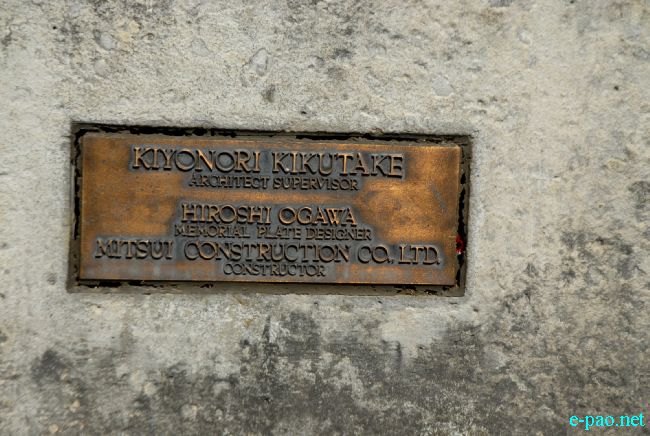 KIYONORI KIKUTAKE
ARCHITECT SUPERVISOR
HIROSHI OGAWA
MEMORIAL PLATE DESIGNER
MITSUI CONSTRUCTION CO., LTD.
CONSTRUCTOR
e-pao.net